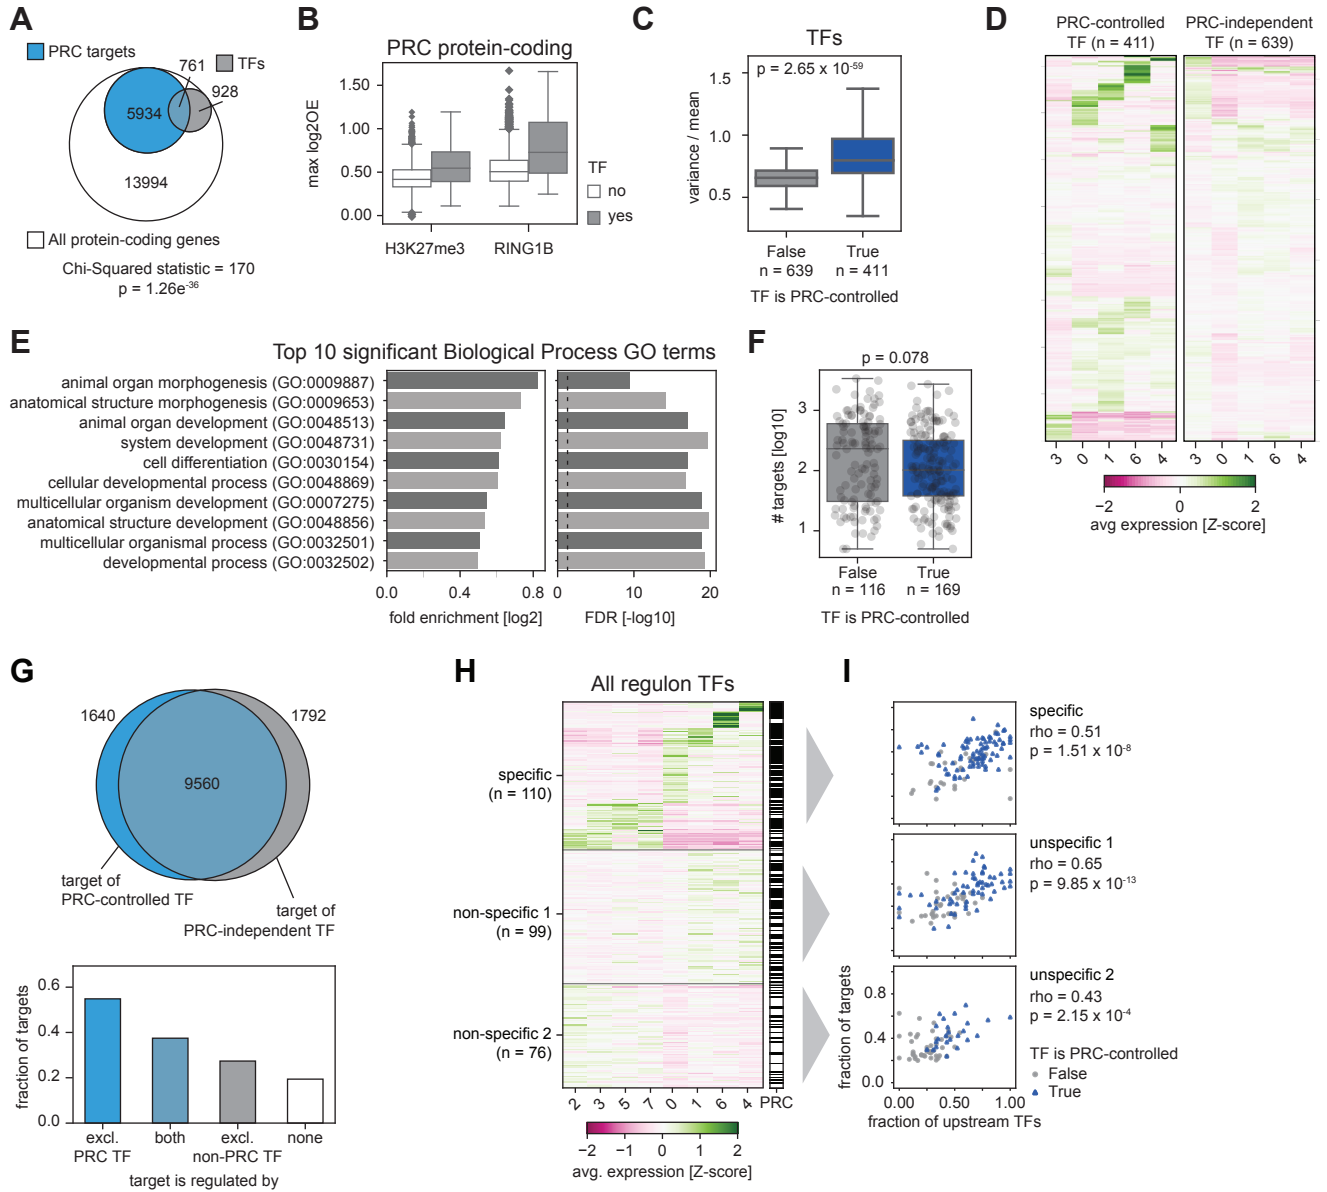 A
PRC targets
761
TFs
928
5934
13994
All protein-coding genes
Chi-Squared statistic = 170
p = 1.26e-36
B
PRC protein-coding
max log2OE
1.50
1.00
0.50
0.00
H3K27me3
RING1B
TF
no
yes
C
TFs
p = 2.65 x 10-59
variance / mean
1.5
1.0
0.5
False
n = 639
True
n = 411
TF is PRC-controlled
D
PRC-controlled
TF (n = 411)
PRC-independent
TF (n = 639)
3 0 1 6 4
3 0 1 6 4
−2 0 2
avg expression [Z-score]
E
Top 10 significant Biological Process GO terms
animal organ morphogenesis (GO:0009887)
anatomical structure morphogenesis (GO:0009653)
animal organ development (GO:0048513)
system development (GO:0048731)
cell differentiation (GO:0030154)
cellular developmental process (GO:0048869)
multicellular organism development (GO:0007275)
anatomical structure development (GO:0048856)
multicellular organismal process (GO:0032501)
developmental process (GO:0032502)
0.0 0.4 0.8
fold enrichment [log2]
0 10 20
FDR [-log10]
F
p = 0.078
# targets [log10]
3
2
1
False
n = 116
True
n = 169
TF is PRC-controlled
G
1640
1792
9560
target of
PRC-controlled TF
target of
PRC-independent TF
fraction of targets
0.6
0.4
0.2
0.0
excl.
PRC TF
both
excl.
non-PRC TF
none
target is regulated by
H
All regulon TFs
specific
(n = 110)
non-specific 1
(n = 99)
non-specific 2
(n = 76)
2 3 5 7 0 1 6 4 PRC
−2 −1 0 1 2
avg. expression [Z-score]
I
specific
rho = 0.51
p = 1.51 x 10-8
unspecific 1
rho = 0.65
p = 9.85 x 10-13
unspecific 2
rho = 0.43
p = 2.15 x 10-4
fraction of targets
0.8
0.4
0.0
0.00 0.50 1.00
fraction of upstream TFs
TF is PRC-controlled
False
True